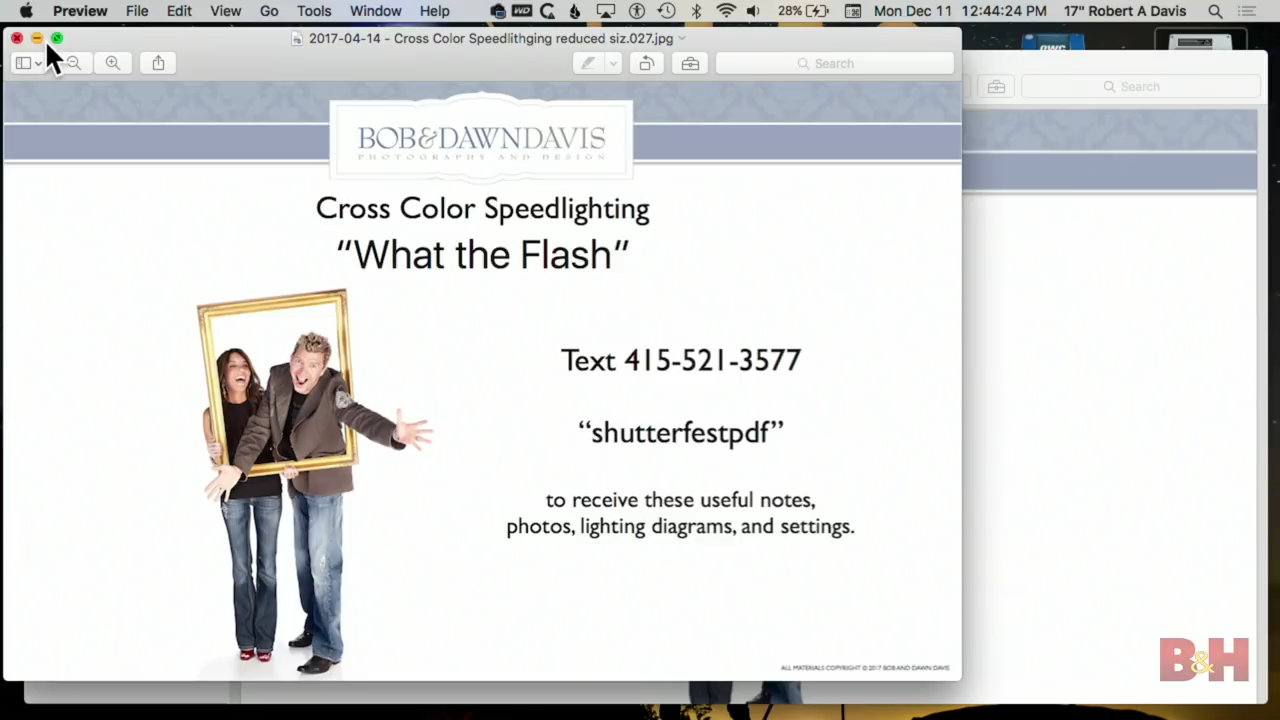 Preview File Edit View Go Tools Window Help WD 28% Mon Dec 11 12:44:24 PM 17" Robert A Davis
2017-04-14 - Cross Color Speedlithging reduced siz.027.jpg
Search
Search
BOB&DAWNDAVIS
PHOTOGRAPHY AND DESIGN
Cross Color Speedlighting
“What the Flash”
Text 415-521-3577
“shutterfestpdf”
to receive these useful notes,
photos, lighting diagrams, and settings.
ALL MATERIALS COPYRIGHT © 2017 BOB AND DAWN DAVIS
B&H